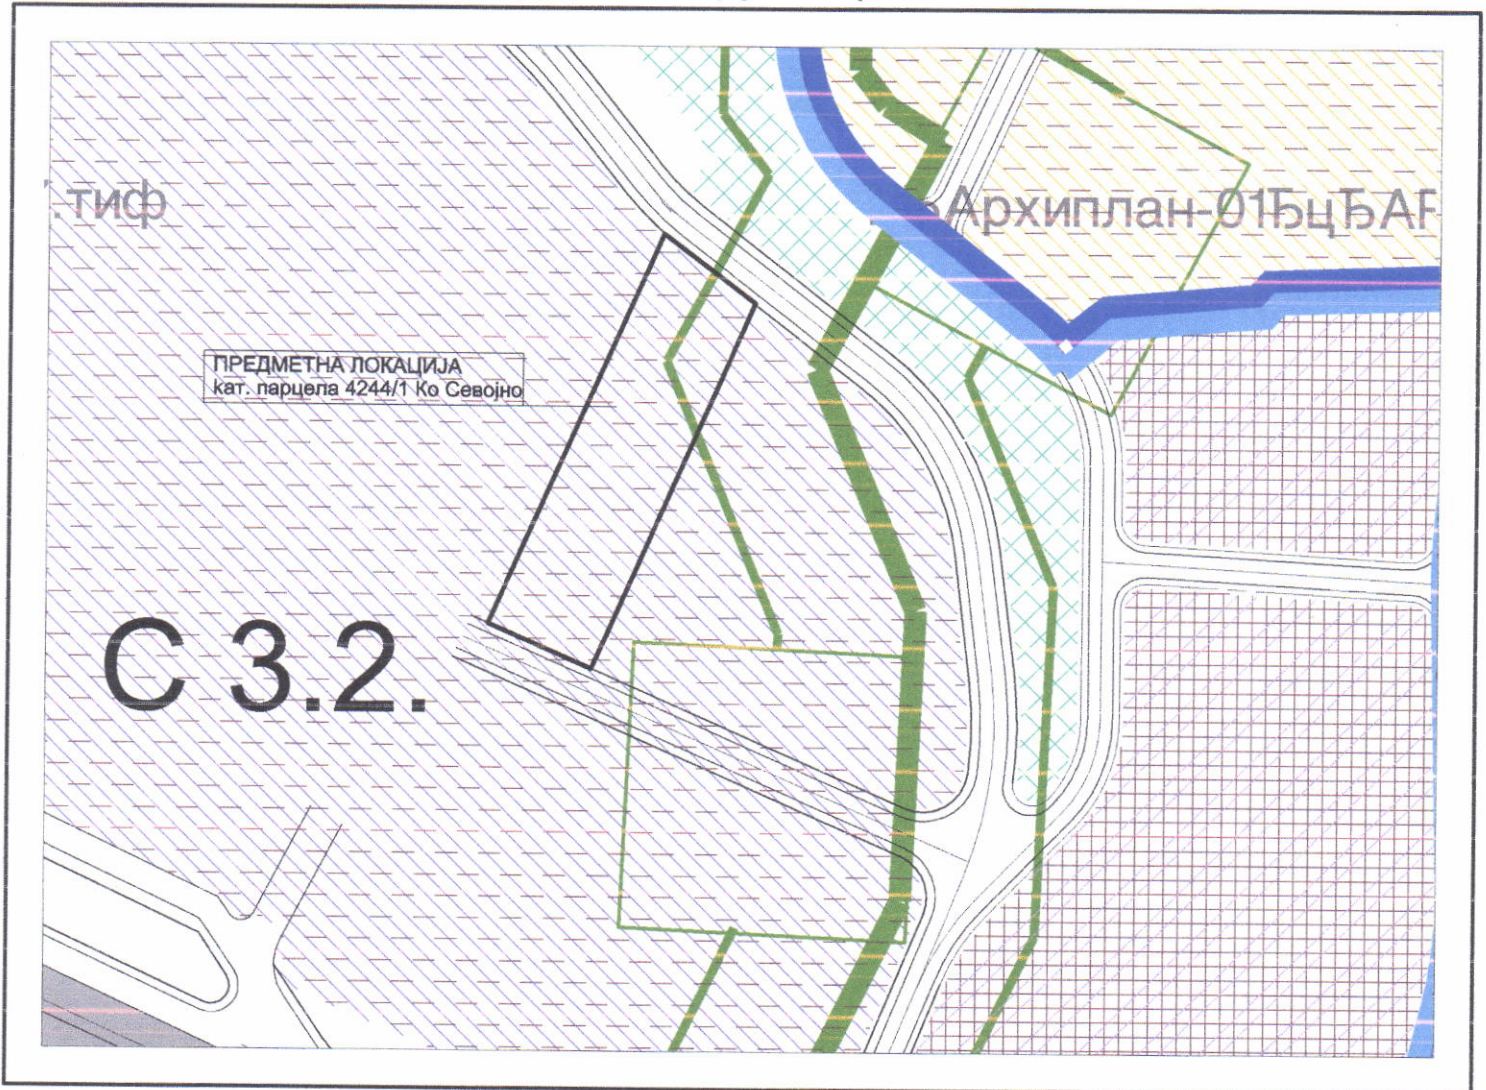 .тиф
Архиплан-01ЂцЂАР
ПРЕДМЕТНА ЛОКАЦИЈА
кат. парцела 4244/1 Ко Севојно
С 3.2.